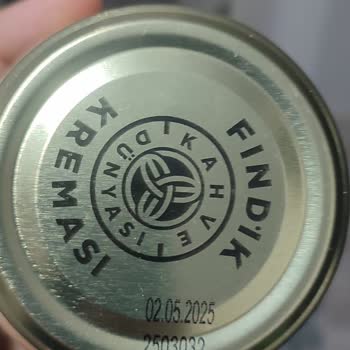 FINDIK
KREMASI
KAHVE
DÜNYASI
02.05.2025
2503032